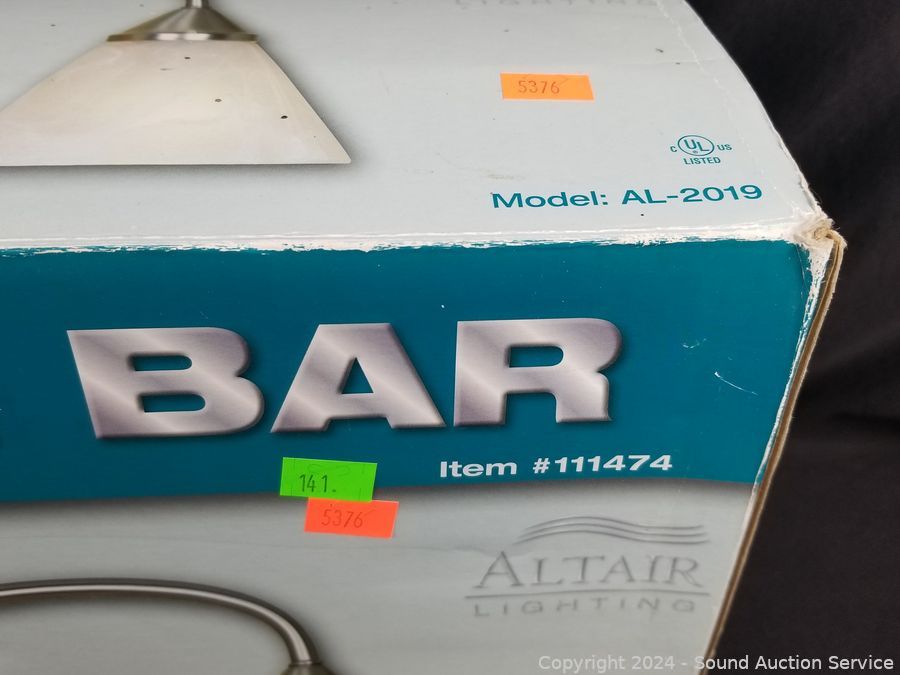 LIGHTING
5376
C UL US
LISTED
Model: AL-2019
BAR
Item #111474
141.
5376
ALTAIR
LIGHTING
Copyright 2024 - Sound Auction Service